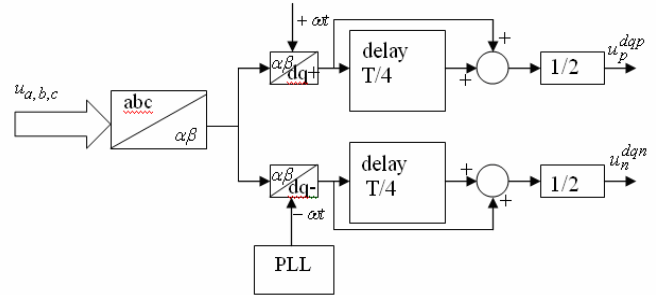 + ωt
u_{a,b,c}
abc
αβ
αβ
dq+
delay
T/4
+
+
1/2
u_p^{dqp}
αβ
dq-
delay
T/4
+
+
1/2
u_n^{dqn}
− ωt
PLL